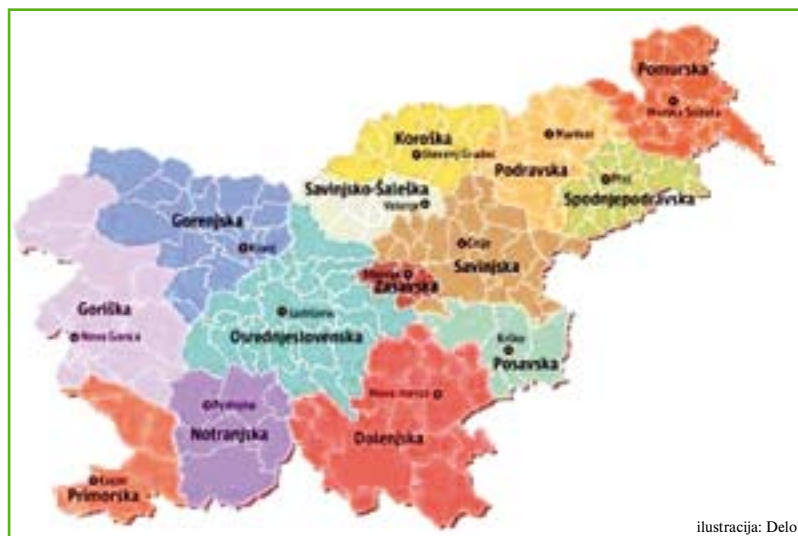 Pomurska
Murska Sobota
Koroška
Slovenj Gradec
Maribor
Podravska
Savinjsko-Šaleška
Velenje
Ptuj
Spodnjepodravska
Gorenjska
Kranj
Celje
Savinjska
Zasavska
Goriška
Nova Gorica
Ljubljana
Osrednjeslovenska
Krško
Posavska
Postojna
Notranjska
Novo mesto
Dolenjska
Koper
Primorska
ilustracija: Delo